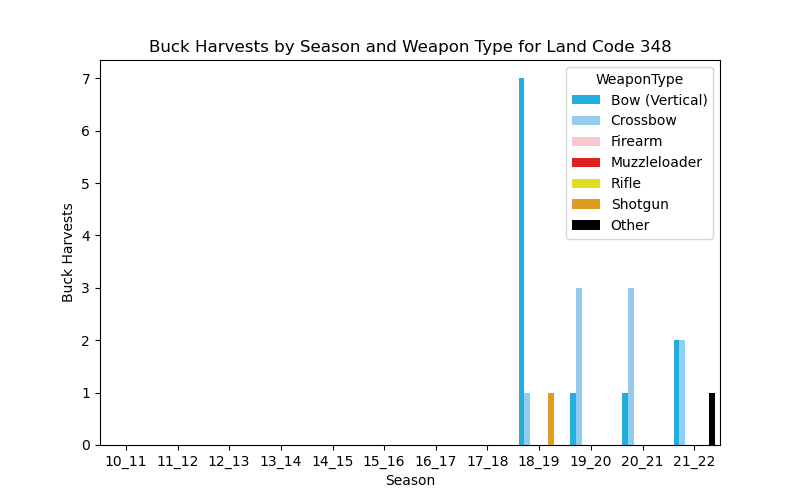 Buck Harvests by Season and Weapon Type for Land Code 348
WeaponType
Bow (Vertical)
Crossbow
Firearm
Muzzleloader
Rifle
Shotgun
Other
Buck Harvests
7
6
5
4
3
2
1
0
10_11 11_12 12_13 13_14 14_15 15_16 16_17 17_18 18_19 19_20 20_21 21_22
Season